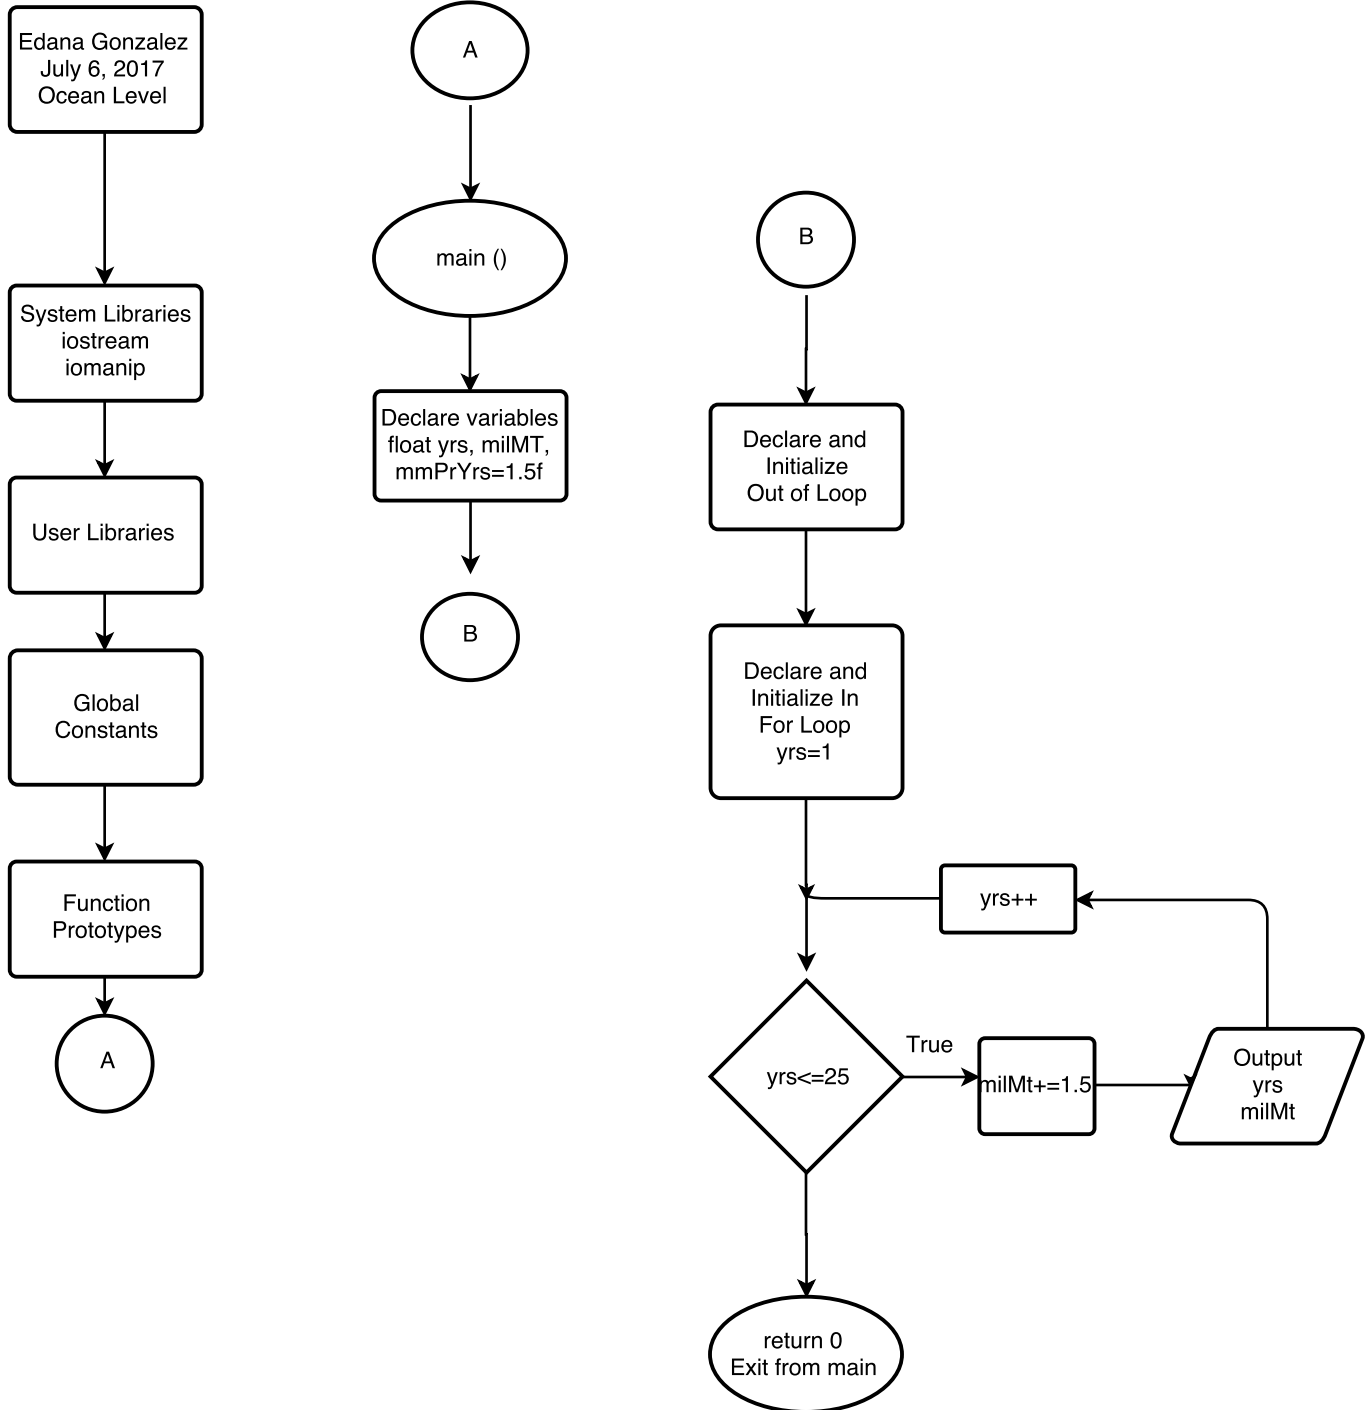 Edana Gonzalez
July 6, 2017
Ocean Level
System Libraries
iostream
iomanip
User Libraries
Global
Constants
Function
Prototypes
A
A
main ()
Declare variables
float yrs, milMT,
mmPrYrs=1.5f
B
B
Declare and
Initialize
Out of Loop
Declare and
Initialize In
For Loop
yrs=1
yrs++
yrs<=25
True
milMt+=1.5
Output
yrs
milMt
return 0
Exit from main